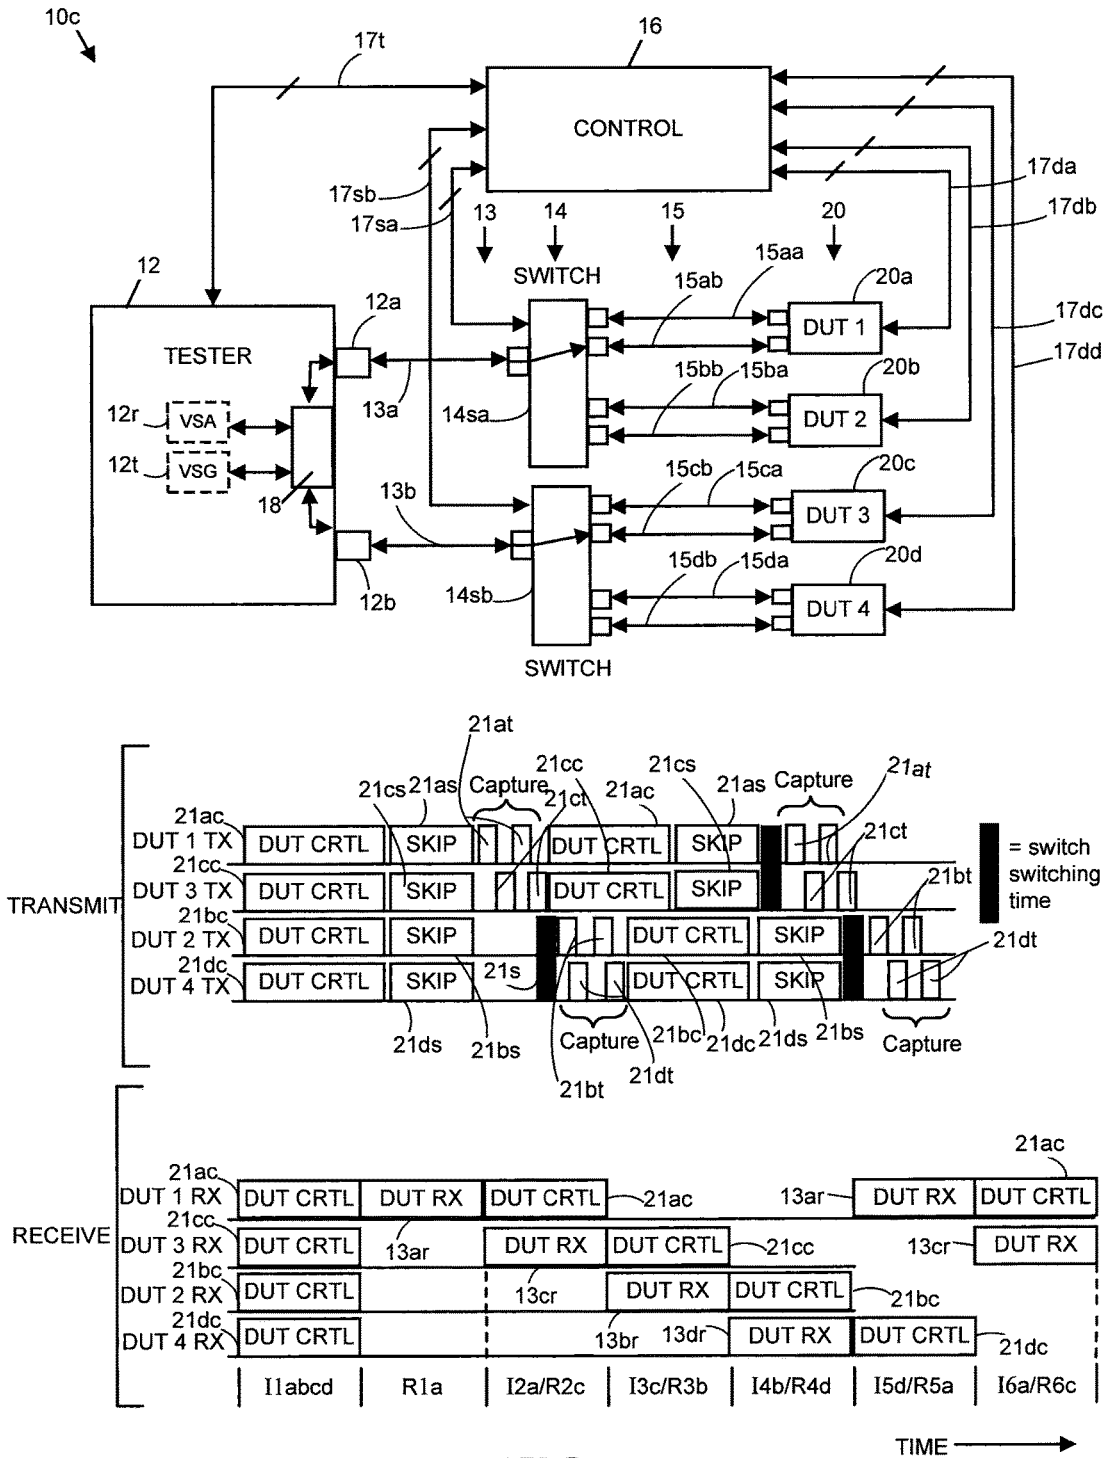 10c
12
17t
16
CONTROL
17sb
17sa
13
14
15
20
17da
17db
17dc
17dd
SWITCH
15ab
15aa
20a
12
12a
TESTER
DUT 1
15bb
15ba
20b
12r
VSA
13a
14sa
DUT 2
12t
VSG
18
13b
15cb
15ca
20c
DUT 3
15db
15da
20d
12b
14sb
DUT 4
SWITCH
21at
21cs
21as
Capture
21cc
21ct
21ac
21cs
21as
Capture
21at
21ct
21ac
DUT 1 TX
DUT CRTL
SKIP
DUT CRTL
SKIP
= switch
switching
time
21cc
DUT 3 TX
DUT CRTL
SKIP
DUT CRTL
SKIP
21bt
TRANSMIT
21bc
DUT 2 TX
DUT CRTL
SKIP
DUT CRTL
SKIP
21dt
21dc
DUT 4 TX
DUT CRTL
SKIP
21s
DUT CRTL
SKIP
21ds
21bs
Capture
21bt
21dt
21bc
21dc
21ds
21bs
Capture
RECEIVE
21ac
DUT 1 RX
DUT CRTL
DUT RX
DUT CRTL
21ac
13ar
DUT RX
DUT CRTL
21ac
21cc
DUT 3 RX
DUT CRTL
13ar
DUT RX
DUT CRTL
21cc
13cr
DUT RX
21bc
DUT 2 RX
DUT CRTL
13cr
DUT RX
DUT CRTL
21bc
21dc
DUT 4 RX
DUT CRTL
13br
13dr
DUT RX
DUT CRTL
21dc
I1abcd
R1a
I2a/R2c
I3c/R3b
I4b/R4d
I5d/R5a
I6a/R6c
TIME